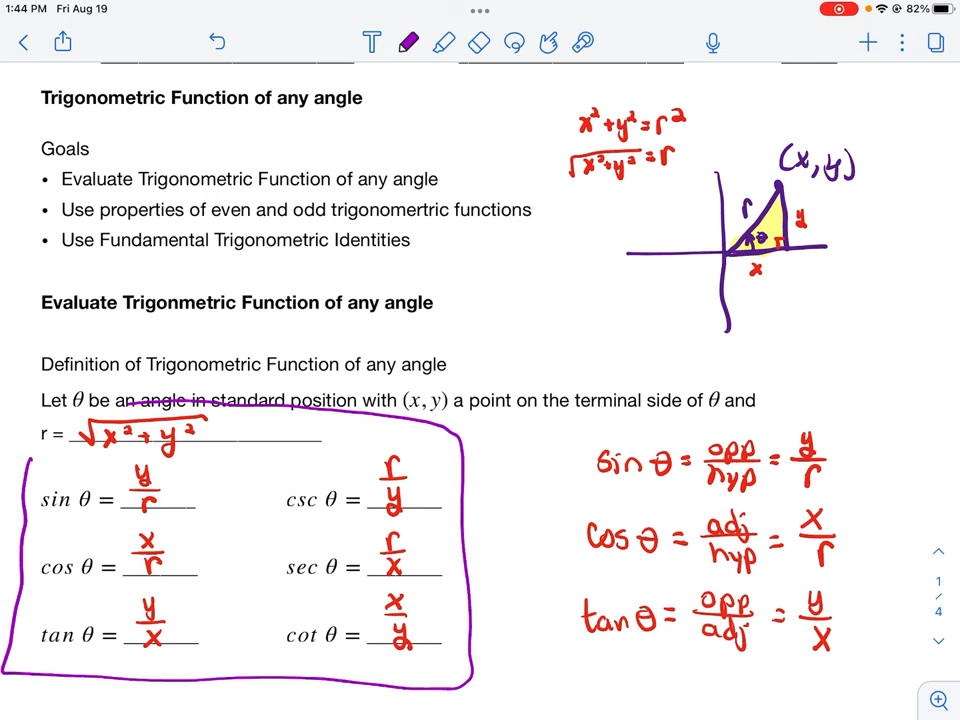 1:44 PM Fri Aug 19
82%
Trigonometric Function of any angle
x² + y² = r²
√x² + y² = r
(x, y)
r
y
θ
x
Goals
• Evaluate Trigonometric Function of any angle
• Use properties of even and odd trigonomertric functions
• Use Fundamental Trigonometric Identities
Evaluate Trigonmetric Function of any angle
Definition of Trigonometric Function of any angle
Let θ be an angle in standard position with (x, y) a point on the terminal side of θ and
r = √x² + y²
sin θ = y/r
csc θ = r/y
cos θ = x/r
sec θ = r/x
tan θ = y/x
cot θ = x/y
sin θ = opp/hyp = y/r
cos θ = adj/hyp = x/r
tan θ = opp/adj = y/x
1
/
4